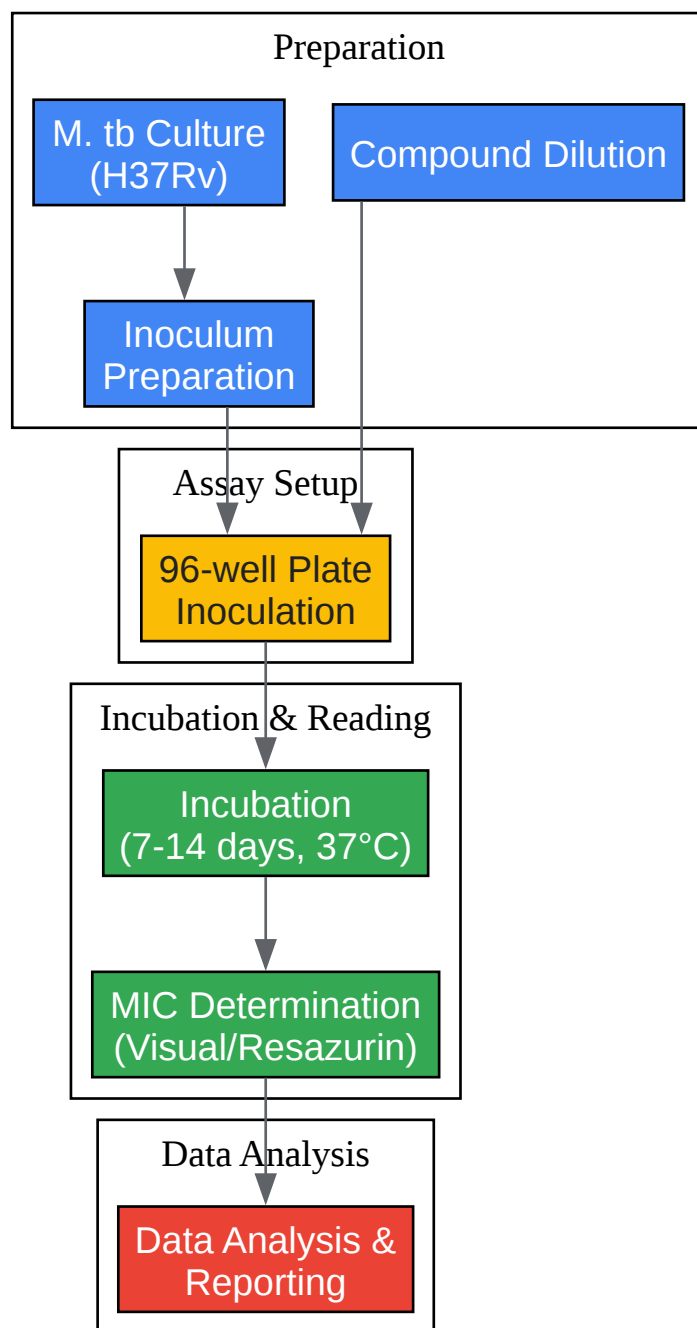 Preparation
M. tb Culture
(H37Rv)
Compound Dilution
Inoculum
Preparation
Assay Setup
96-well Plate
Inoculation
Incubation & Reading
Incubation
(7-14 days, 37°C)
MIC Determination
(Visual/Resazurin)
Data Analysis
Data Analysis &
Reporting